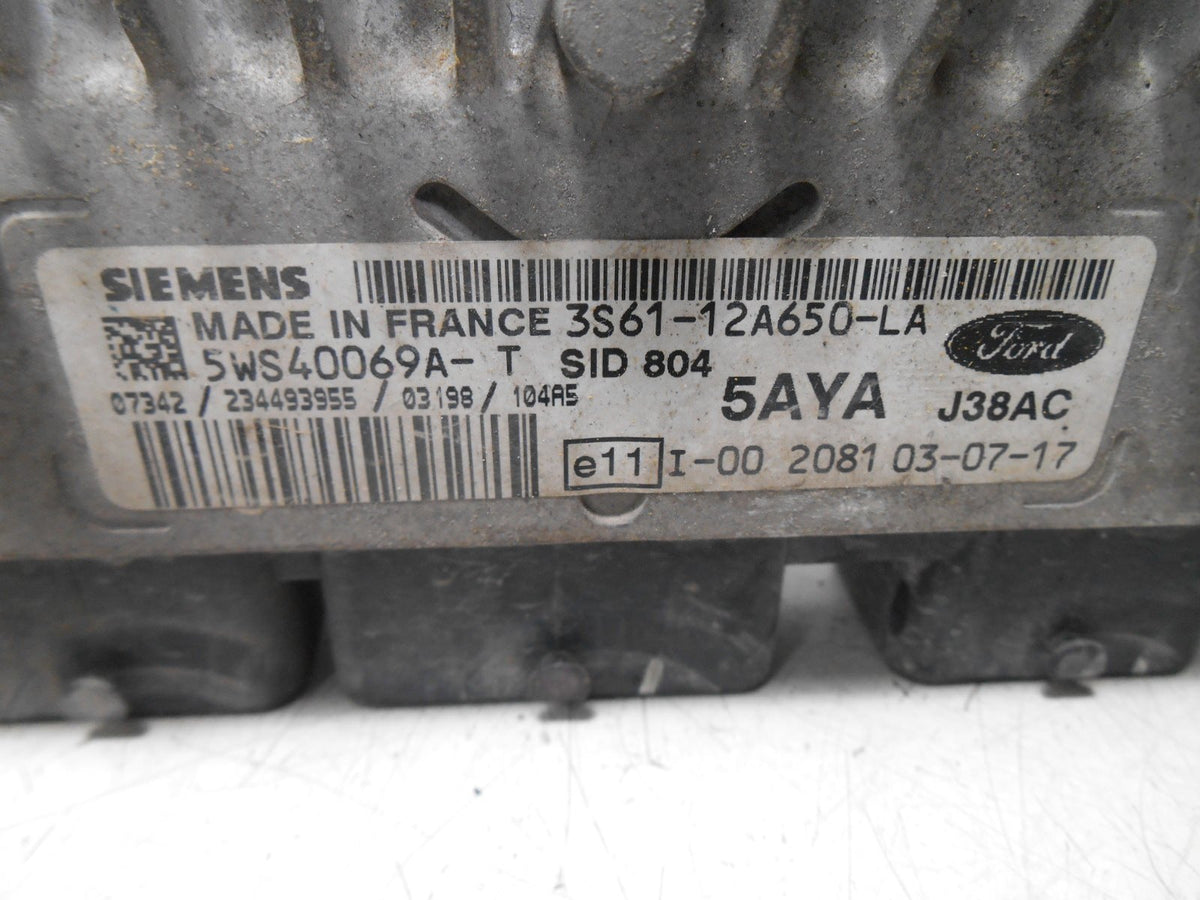 SIEMENS
MADE IN FRANCE 3S61-12A650-LA
5WS40069A- T SID 804
Ford
07342 / 234493955 / 03198 / 104A5
5AYA J38AC
e11 I-00 2081 03-07-17